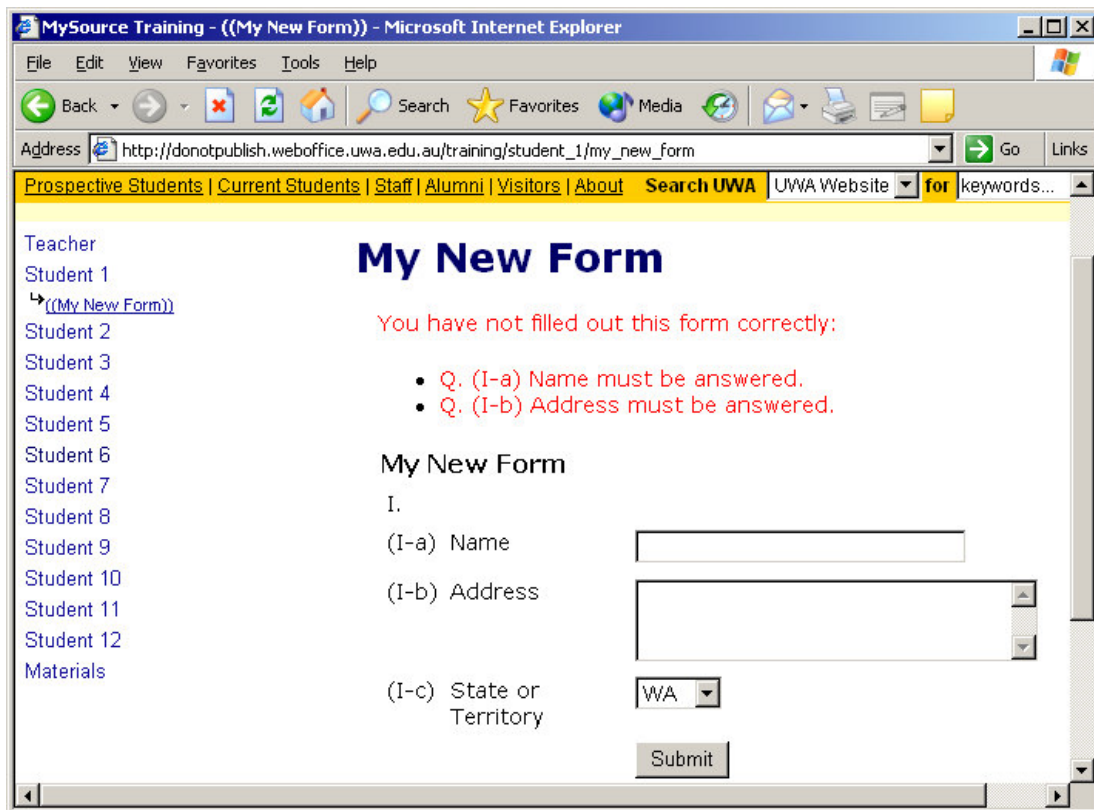 MySource Training - ((My New Form)) - Microsoft Internet Explorer
File Edit View Favorites Tools Help
Back Search Favorites Media
Address http://donotpublish.weboffice.uwa.edu.au/training/student_1/my_new_form Go Links
Prospective Students | Current Students | Staff | Alumni | Visitors | About Search UWA UWA Website for keywords...
Teacher
Student 1
((My New Form))
Student 2
Student 3
Student 4
Student 5
Student 6
Student 7
Student 8
Student 9
Student 10
Student 11
Student 12
Materials
My New Form
You have not filled out this form correctly:
• Q. (I-a) Name must be answered.
• Q. (I-b) Address must be answered.
My New Form
I.
(I-a) Name
(I-b) Address
(I-c) State or WA
Territory
Submit